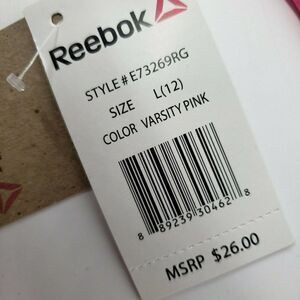 Reebok
STYLE # E73269RG
SIZE L(12)
COLOR VARSITY PINK
8 89239 30462 8
MSRP $26.00